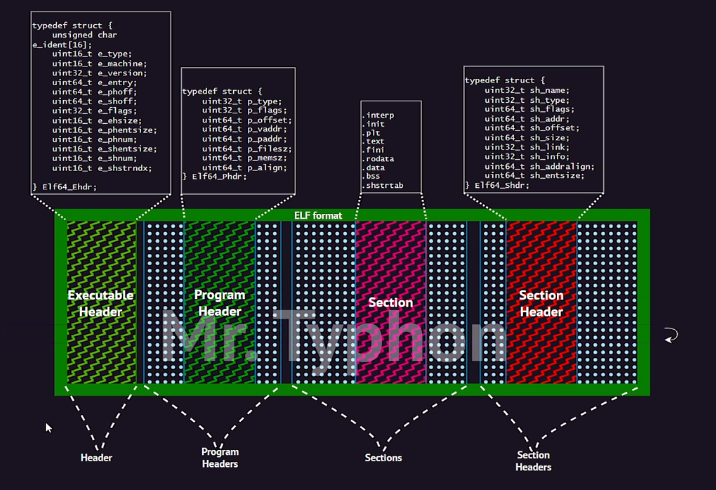 typedef struct {
unsigned char
e_ident[16];
uint16_t e_type;
uint16_t e_machine;
uint32_t e_version;
uint64_t e_entry;
uint64_t e_phoff;
uint64_t e_shoff;
uint32_t e_flags;
uint16_t e_ehsize;
uint16_t e_phentsize;
uint16_t e_phnum;
uint16_t e_shentsize;
uint16_t e_shnum;
uint16_t e_shstrndx;
} Elf64_Ehdr;
typedef struct {
uint32_t p_type;
uint32_t p_flags;
uint64_t p_offset;
uint64_t p_vaddr;
uint64_t p_paddr;
uint64_t p_filesz;
uint64_t p_memsz;
uint64_t p_align;
} Elf64_Phdr;
.interp
.init
.plt
.text
.fini
.rodata
.data
.bss
.shstrtab
typedef struct {
uint32_t sh_name;
uint32_t sh_type;
uint64_t sh_flags;
uint64_t sh_addr;
uint64_t sh_offset;
uint64_t sh_size;
uint32_t sh_link;
uint32_t sh_info;
uint64_t sh_addralign;
uint64_t sh_entsize;
} Elf64_Shdr;
ELF format
Executable
Header
Program
Header
Section
Section
Header
Mr. Typhon
Header
Program
Headers
Sections
Section
Headers